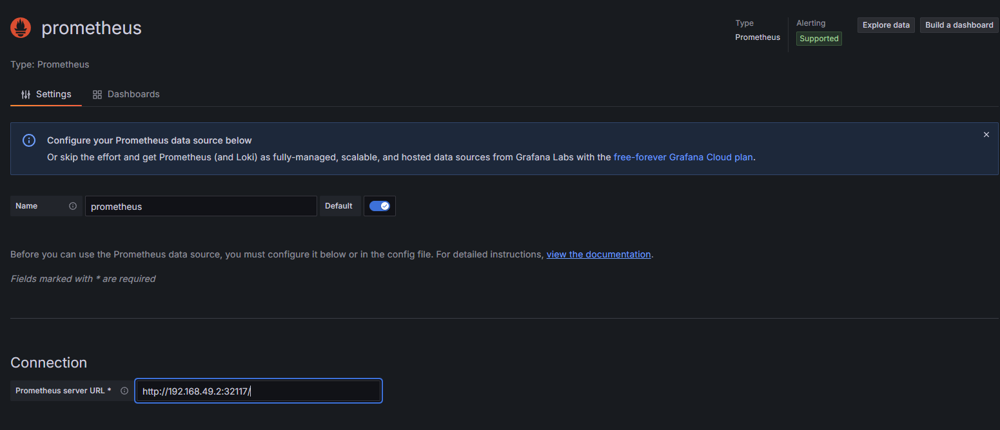 prometheus
Type
Prometheus
Alerting
Supported
Explore data
Build a dashboard
Type: Prometheus
Settings
Dashboards
Configure your Prometheus data source below
Or skip the effort and get Prometheus (and Loki) as fully-managed, scalable, and hosted data sources from Grafana Labs with the free-forever Grafana Cloud plan.
Name
prometheus
Default
Before you can use the Prometheus data source, you must configure it below or in the config file. For detailed instructions, view the documentation.
Fields marked with * are required
Connection
Prometheus server URL *
http://192.168.49.2:32117/